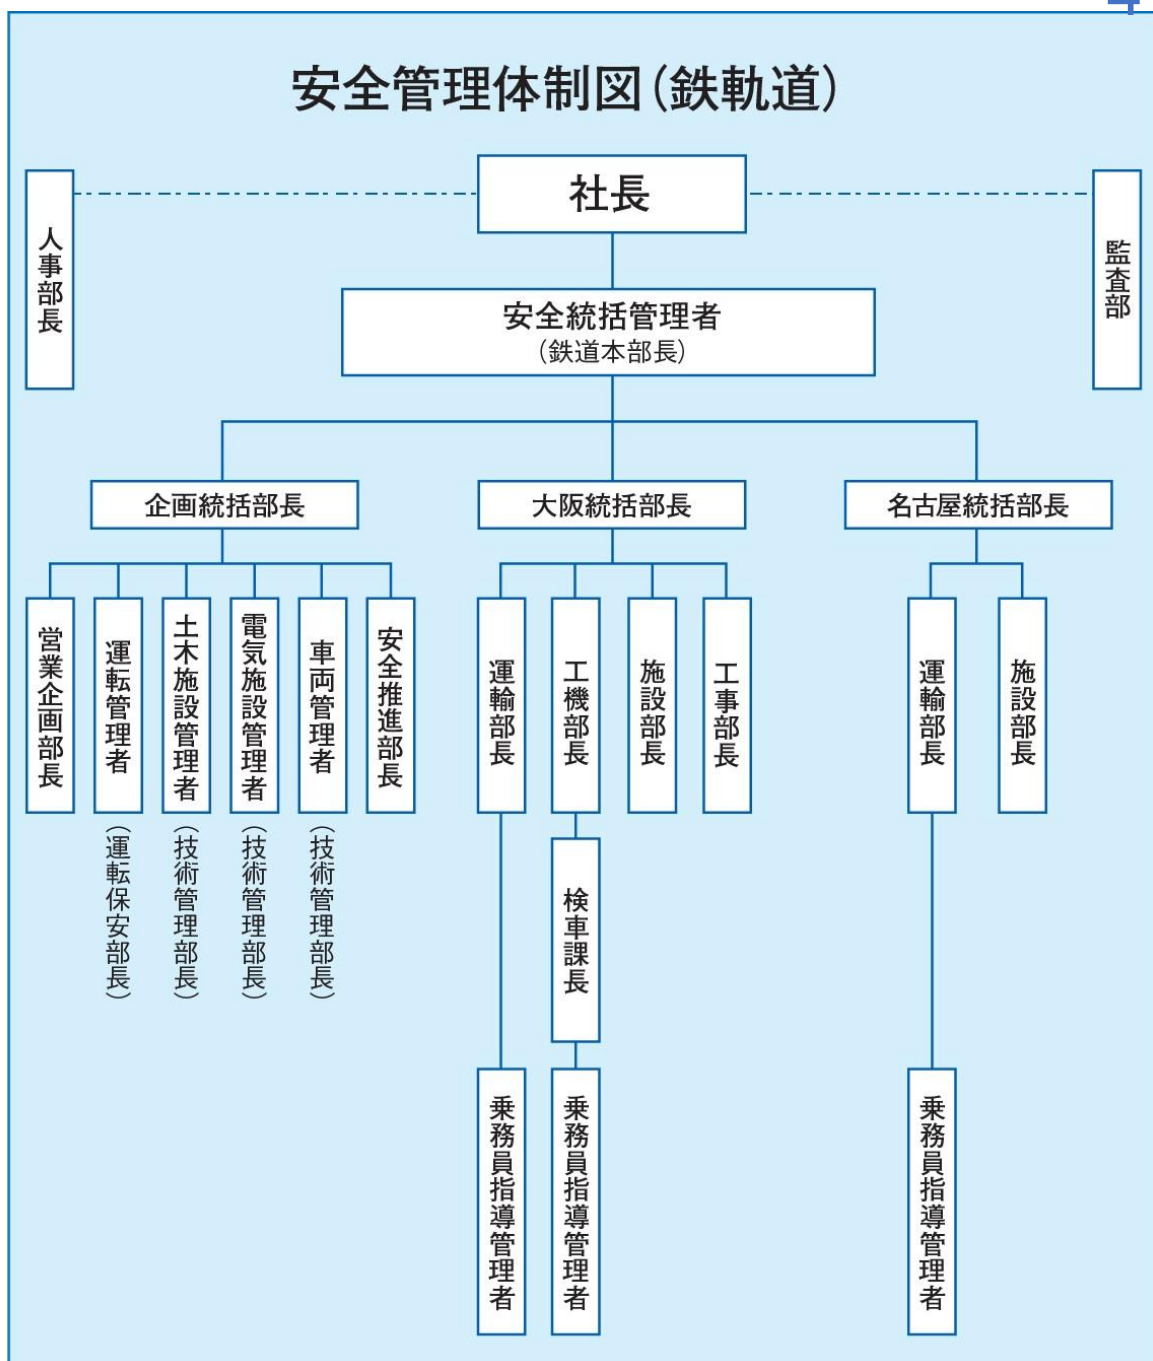 安全管理体制図（鉄軌道）
社長
人事部長
監査部
安全統括管理者
（鉄道本部長）
企画統括部長
大阪統括部長
名古屋統括部長
営業企画部長
運転管理者
（運転保安部長）
土木施設管理者
（技術管理部長）
電気施設管理者
（技術管理部長）
車両管理者
（技術管理部長）
安全推進部長
運輸部長
工機部長
施設部長
工事部長
運輸部長
施設部長
検車課長
乗務員指導管理者
乗務員指導管理者
乗務員指導管理者